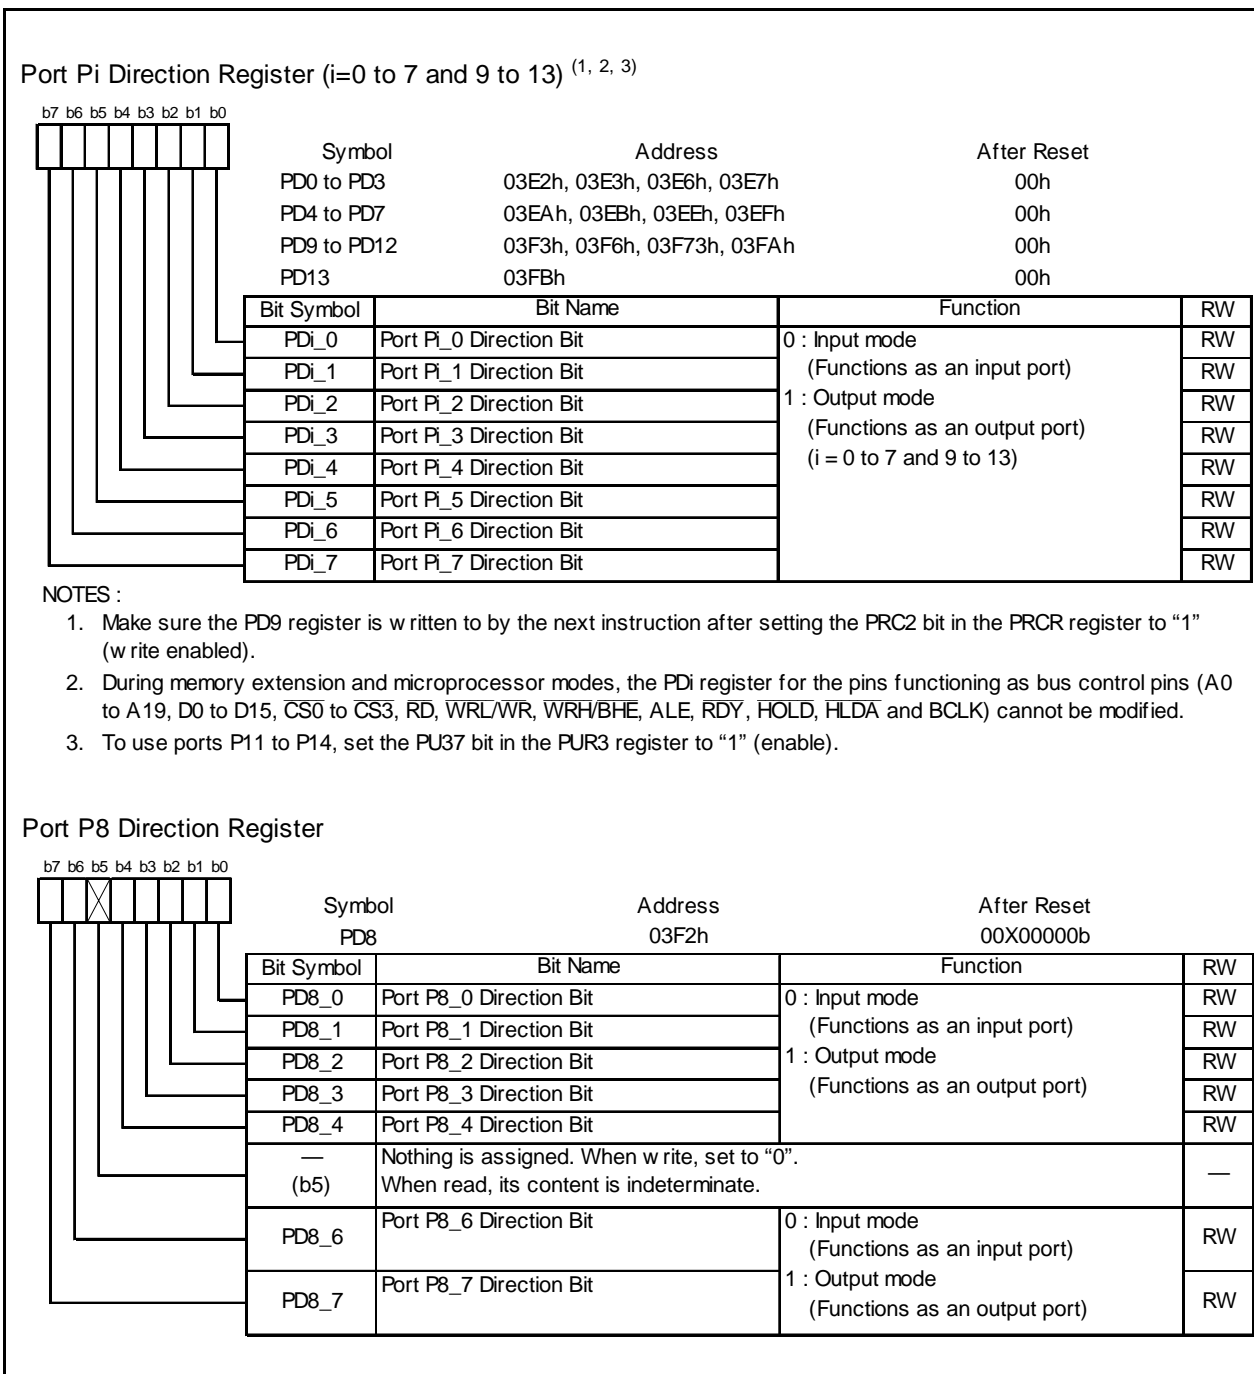 Port Pi Direction Register (i=0 to 7 and 9 to 13) (1, 2, 3)
b7 b6 b5 b4 b3 b2 b1 b0
Symbol Address After Reset
PD0 to PD3 03E2h, 03E3h, 03E6h, 03E7h 00h
PD4 to PD7 03EAh, 03EBh, 03EEh, 03EFh 00h
PD9 to PD12 03F3h, 03F6h, 03F73h, 03FAh 00h
PD13 03FBh 00h
Bit Symbol Bit Name Function RW
PDi_0 Port Pi_0 Direction Bit 0 : Input mode RW
PDi_1 Port Pi_1 Direction Bit (Functions as an input port) RW
PDi_2 Port Pi_2 Direction Bit 1 : Output mode RW
PDi_3 Port Pi_3 Direction Bit (Functions as an output port) RW
PDi_4 Port Pi_4 Direction Bit (i = 0 to 7 and 9 to 13) RW
PDi_5 Port Pi_5 Direction Bit RW
PDi_6 Port Pi_6 Direction Bit RW
PDi_7 Port Pi_7 Direction Bit RW
NOTES :
1. Make sure the PD9 register is w ritten to by the next instruction after setting the PRC2 bit in the PRCR register to “1”
(w rite enabled).
2. During memory extension and microprocessor modes, the PDi register for the pins functioning as bus control pins (A0
to A19, D0 to D15, CS0 to CS3, RD, WRL/WR, WRH/BHE, ALE, RDY, HOLD, HLDA and BCLK) cannot be modified.
3. To use ports P11 to P14, set the PU37 bit in the PUR3 register to “1” (enable).
Port P8 Direction Register
b7 b6 b5 b4 b3 b2 b1 b0
Symbol Address After Reset
PD8 03F2h 00X00000b
Bit Symbol Bit Name Function RW
PD8_0 Port P8_0 Direction Bit 0 : Input mode RW
PD8_1 Port P8_1 Direction Bit (Functions as an input port) RW
PD8_2 Port P8_2 Direction Bit 1 : Output mode RW
PD8_3 Port P8_3 Direction Bit (Functions as an output port) RW
PD8_4 Port P8_4 Direction Bit RW
— Nothing is assigned. When w rite, set to “0”. —
(b5) When read, its content is indeterminate.
PD8_6 Port P8_6 Direction Bit 0 : Input mode RW
(Functions as an input port)
PD8_7 Port P8_7 Direction Bit 1 : Output mode RW
(Functions as an output port)